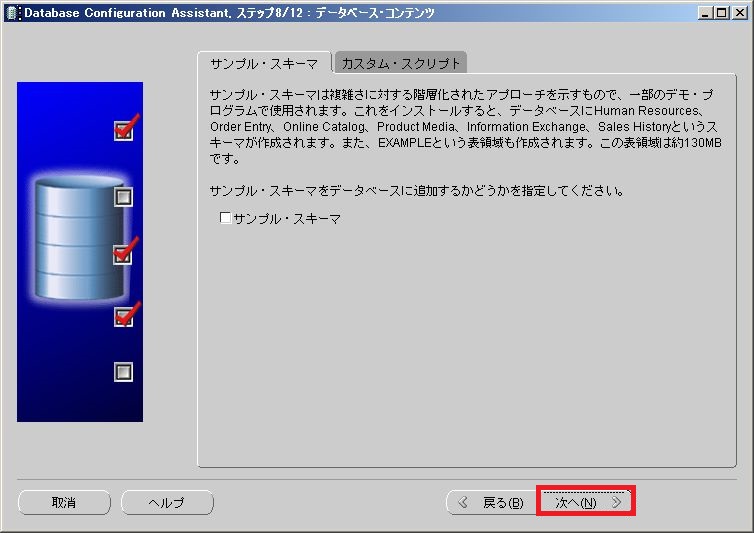 Database Configuration Assistant, ステップ8/12 : データベース・コンテンツ
サンプル・スキーマ カスタム・スクリプト
サンプル・スキーマは複雑さに対する階層化されたアプローチを示すもので、一部のデモ・プ
ログラムで使用されます。これをインストールすると、データベースにHuman Resources、
Order Entry、Online Catalog、Product Media、Information Exchange、Sales Historyというス
キーマが作成されます。また、EXAMPLEという表領域も作成されます。この表領域は約130MB
です。
サンプル・スキーマをデータベースに追加するかどうかを指定してください。
サンプル・スキーマ
取消 ヘルプ 戻る(B) 次へ(N)